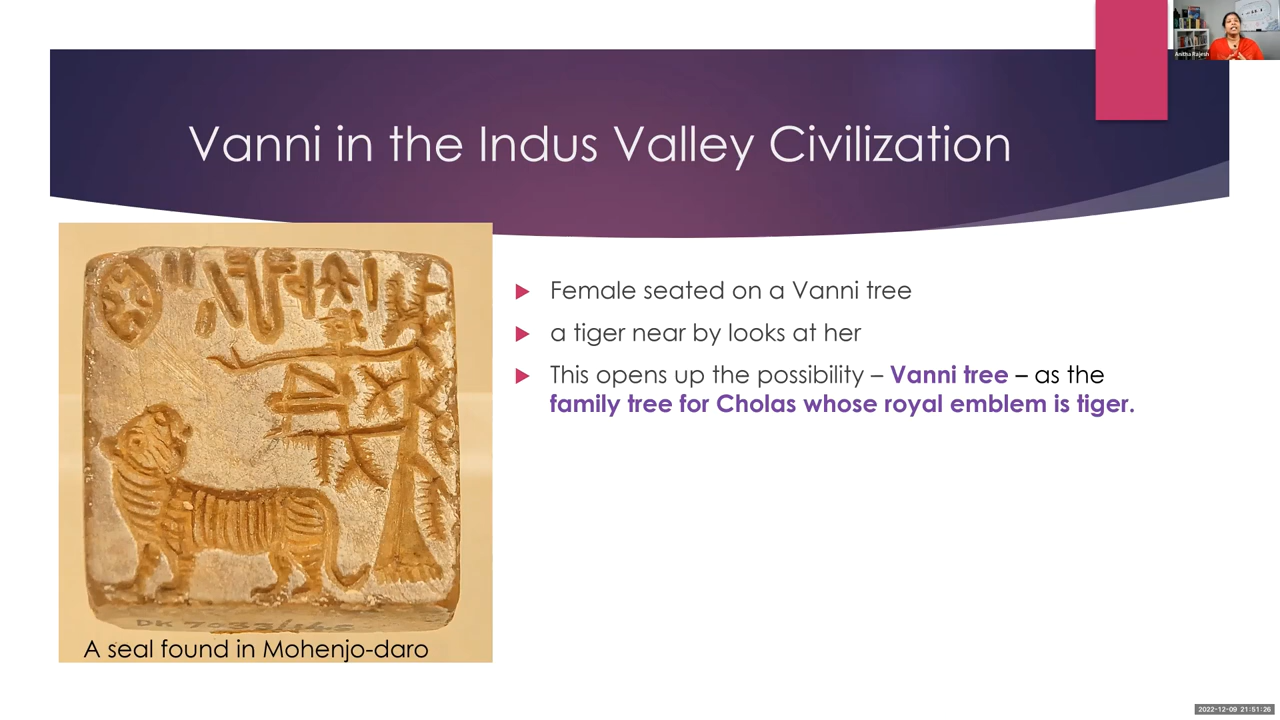 Anitha Rajesh
Vanni in the Indus Valley Civilization
Female seated on a Vanni tree
a tiger near by looks at her
This opens up the possibility – Vanni tree – as the
family tree for Cholas whose royal emblem is tiger.
A seal found in Mohenjo-daro
2022-12-09 21:51:26